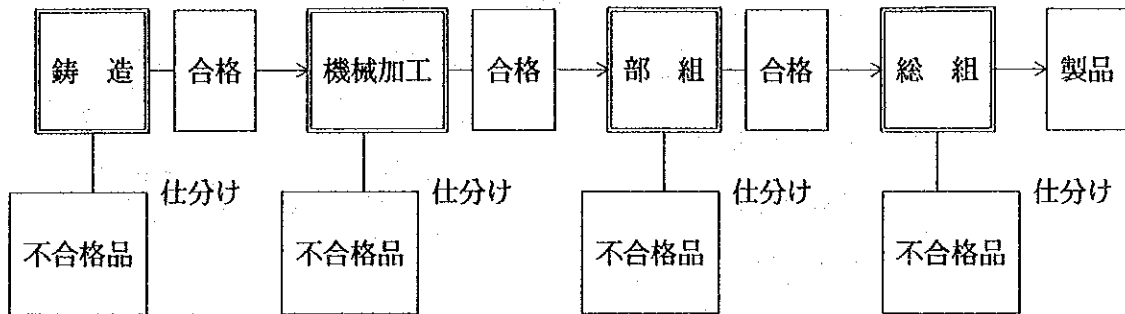 鋳 造 合格 機械加工 合格 部 組 合格 総 組 製品
仕分け 仕分け 仕分け 仕分け
不合格品 不合格品 不合格品 不合格品